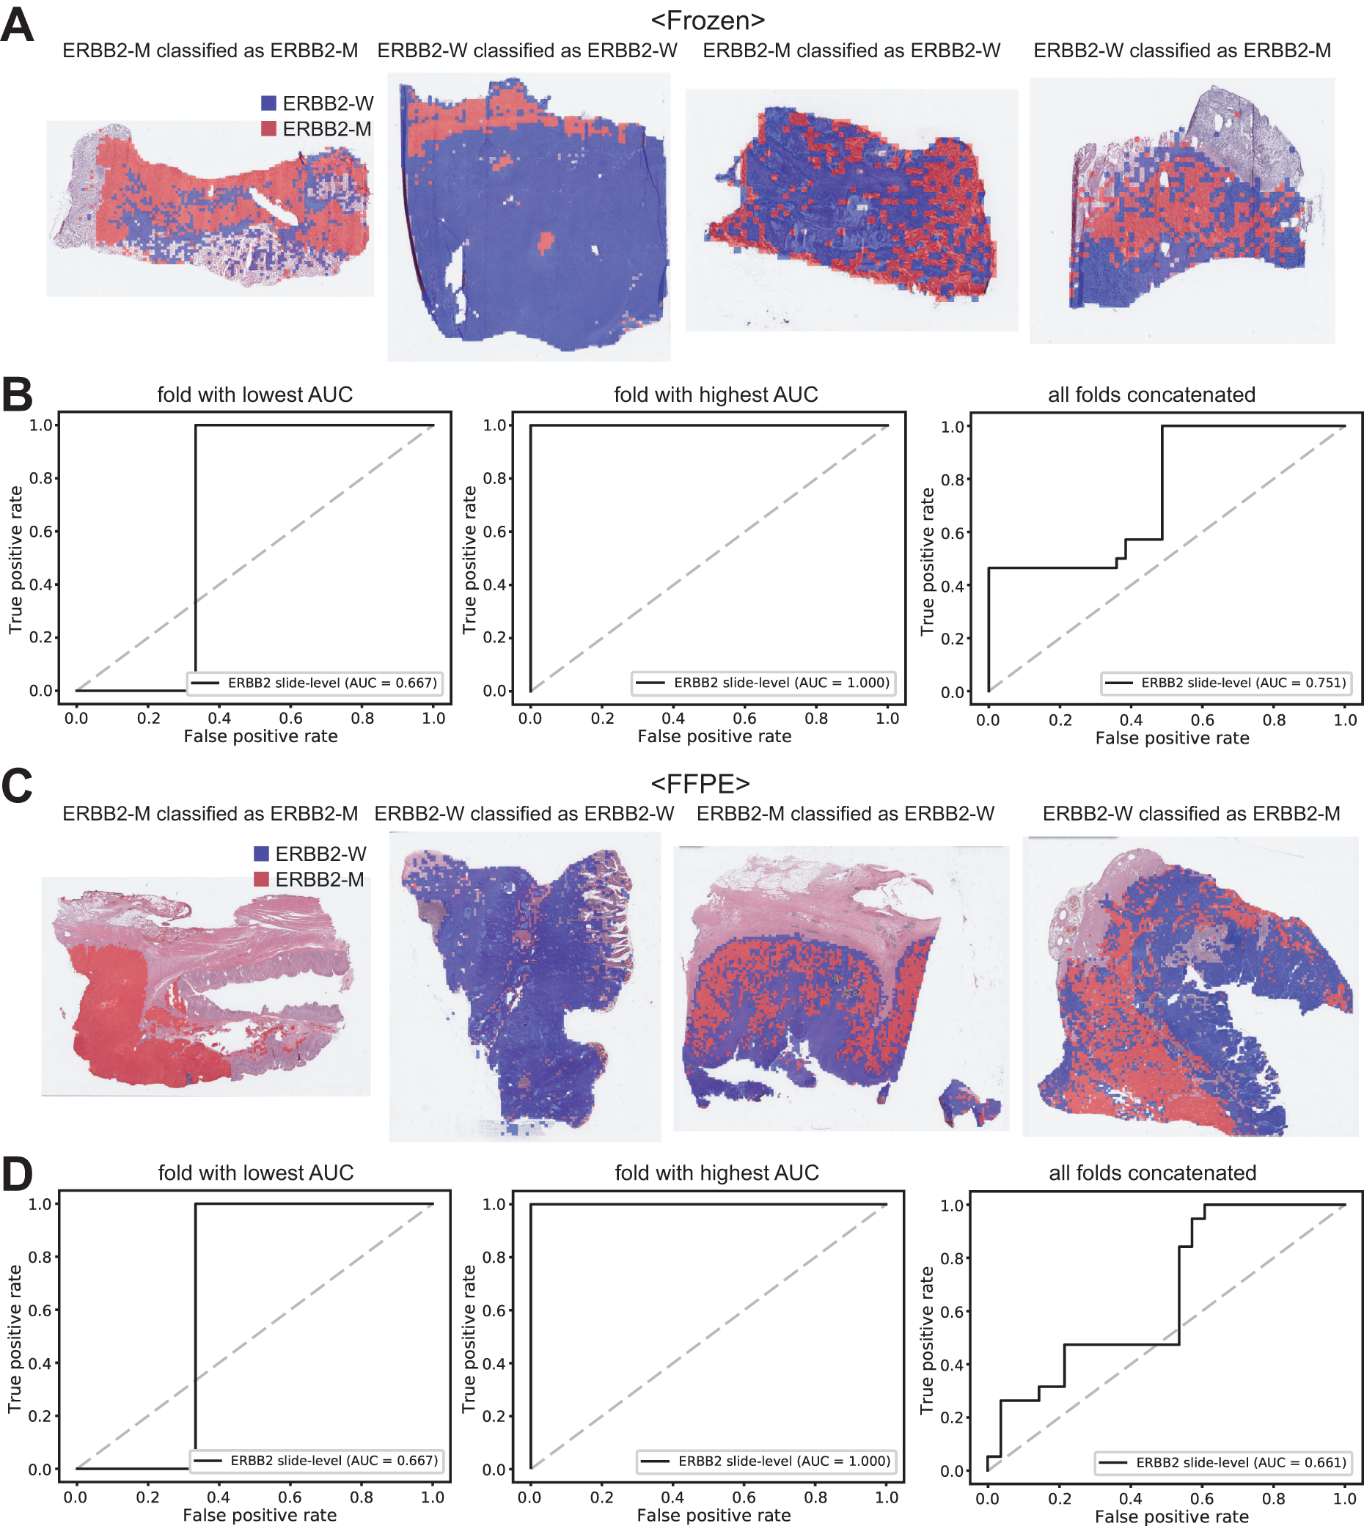 A
<Frozen>
ERBB2-M classified as ERBB2-M
ERBB2-W classified as ERBB2-W
ERBB2-M classified as ERBB2-W
ERBB2-W classified as ERBB2-M
ERBB2-W
ERBB2-M
B
fold with lowest AUC
True positive rate
1.0
0.8
0.6
0.4
0.2
0.0
ERBB2 slide-level (AUC = 0.667)
0.0 0.2 0.4 0.6 0.8 1.0
False positive rate
fold with highest AUC
True positive rate
1.0
0.8
0.6
0.4
0.2
0.0
ERBB2 slide-level (AUC = 1.000)
0.0 0.2 0.4 0.6 0.8 1.0
False positive rate
all folds concatenated
True positive rate
1.0
0.8
0.6
0.4
0.2
0.0
ERBB2 slide-level (AUC = 0.751)
0.0 0.2 0.4 0.6 0.8 1.0
False positive rate
C
<FFPE>
ERBB2-M classified as ERBB2-M
ERBB2-W classified as ERBB2-W
ERBB2-M classified as ERBB2-W
ERBB2-W classified as ERBB2-M
ERBB2-W
ERBB2-M
D
fold with lowest AUC
True positive rate
1.0
0.8
0.6
0.4
0.2
0.0
ERBB2 slide-level (AUC = 0.667)
0.0 0.2 0.4 0.6 0.8 1.0
False positive rate
fold with highest AUC
True positive rate
1.0
0.8
0.6
0.4
0.2
0.0
ERBB2 slide-level (AUC = 1.000)
0.0 0.2 0.4 0.6 0.8 1.0
False positive rate
all folds concatenated
True positive rate
1.0
0.8
0.6
0.4
0.2
0.0
ERBB2 slide-level (AUC = 0.661)
0.0 0.2 0.4 0.6 0.8 1.0
False positive rate